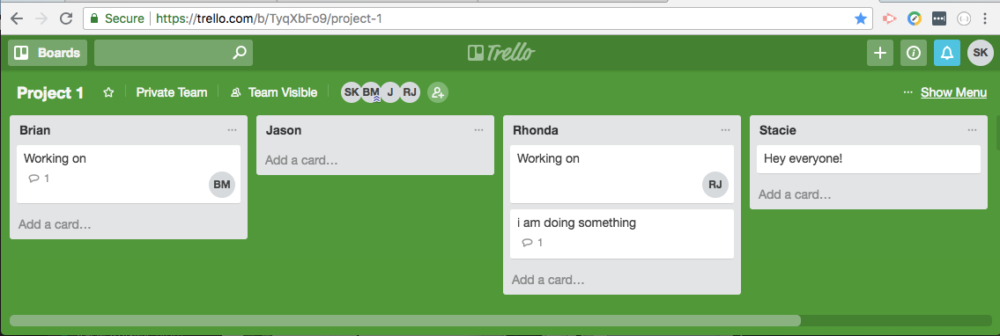 Secure https://trello.com/b/TyqXbFo9/project-1
Boards Trello SK
Project 1 Private Team Team Visible SK BM J RJ ... Show Menu
Brian ...
Working on
1
BM
Add a card...
Jason ...
Add a card...
Rhonda ...
Working on
RJ
i am doing something
1
Add a card...
Stacie ...
Hey everyone!
Add a card...